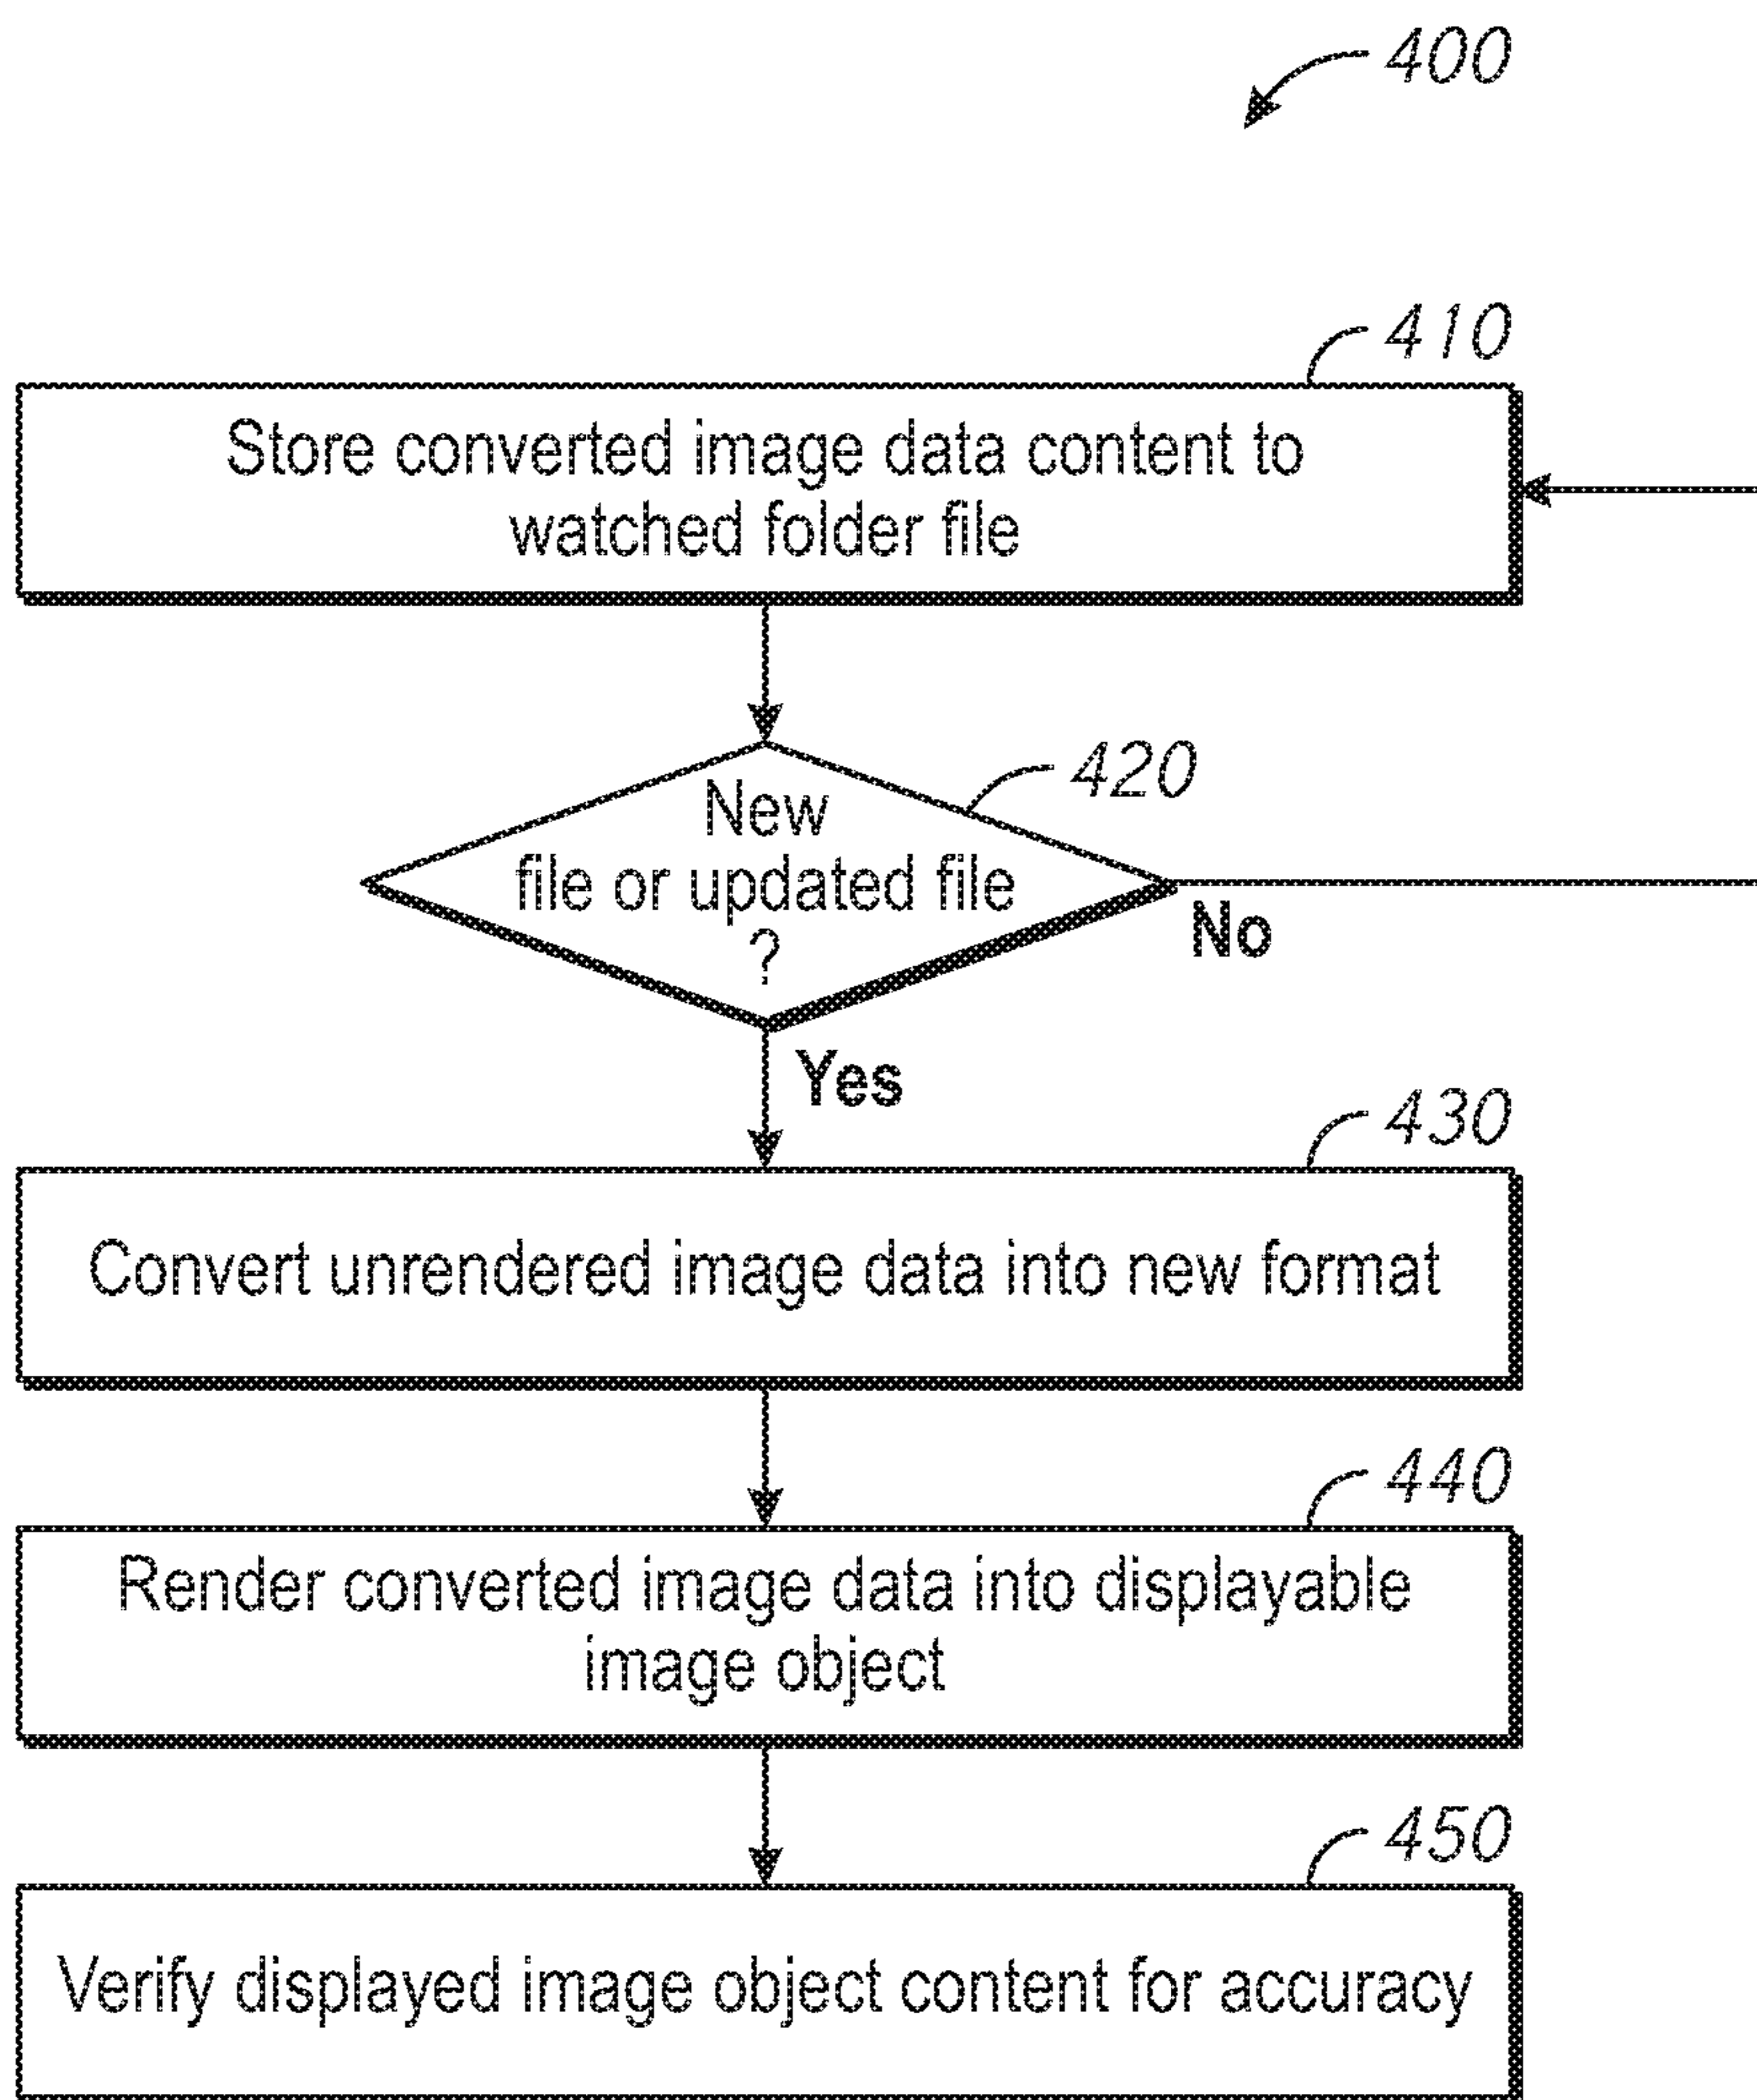 400
410
Store converted image data content to
watched folder file
420
New
file or updated file
?
No
Yes
430
Convert unrendered image data into new format
440
Render converted image data into displayable
image object
450
Verify displayed image object content for accuracy